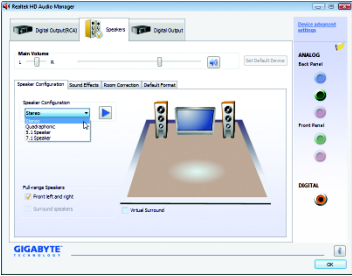 Realtek HD Audio Manager
Digital Output(RCA)
Speakers
Digital Output
Device advanced settings
Main Volume
L
R
Set Default Device
ANALOG
Back Panel
Speaker Configuration
Sound Effects
Room Correction
Default Format
Speaker Configuration
Stereo
Stereo
Quadraphonic
5.1 Speaker
7.1 Speaker
Front Panel
DIGITAL
Full-range Speakers
Front left and right
Surround speakers
Virtual Surround
GIGABYTE
TECHNOLOGY
OK